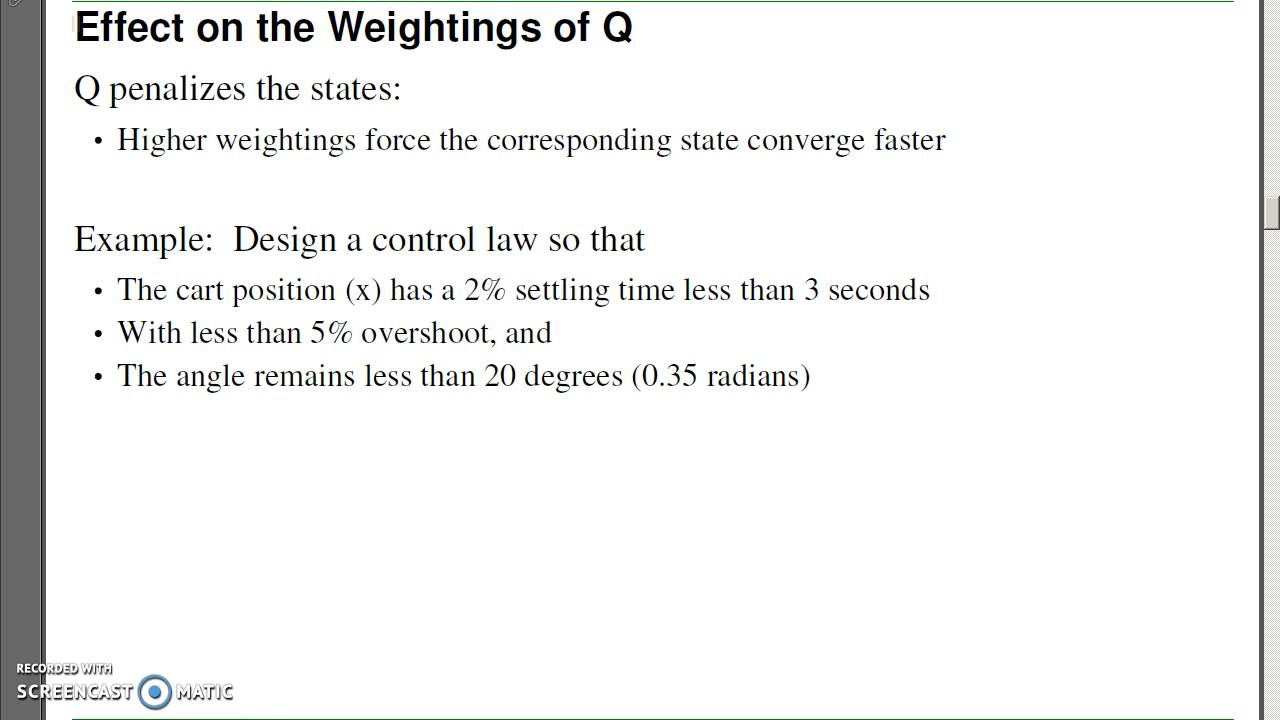 Effect on the Weightings of Q
Q penalizes the states:
• Higher weightings force the corresponding state converge faster
Example: Design a control law so that
• The cart position (x) has a 2% settling time less than 3 seconds
• With less than 5% overshoot, and
• The angle remains less than 20 degrees (0.35 radians)
RECORDED WITH
SCREENCAST MATIC